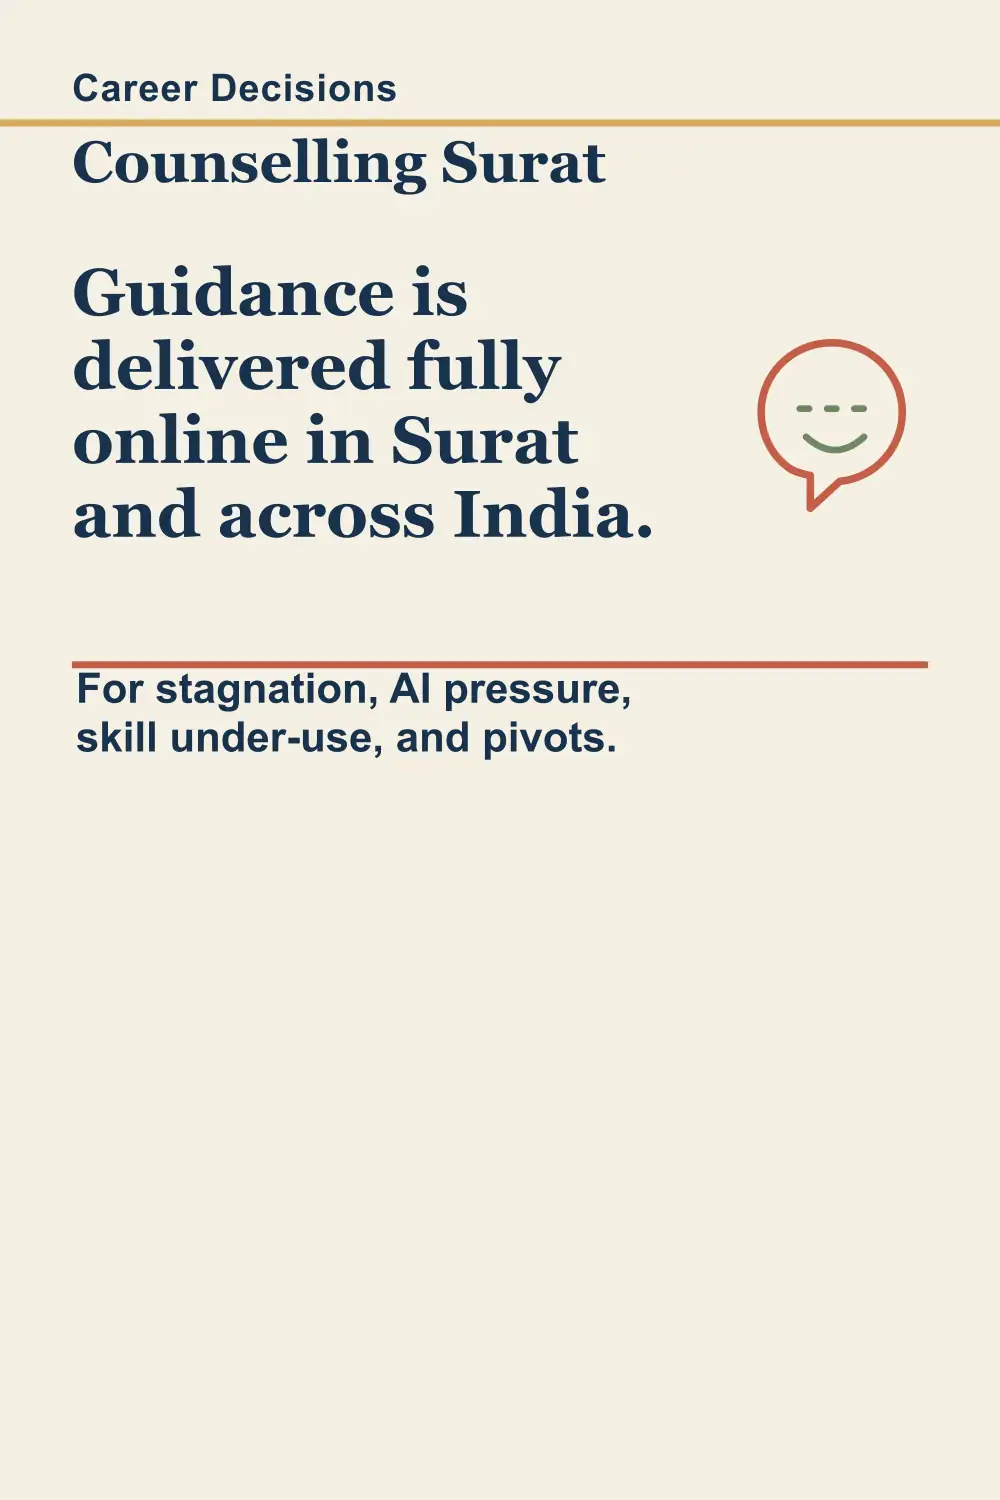 Career Decisions
Counselling Surat
Guidance is
delivered fully
online in Surat
and across India.
For stagnation, AI pressure,
skill under-use, and pivots.